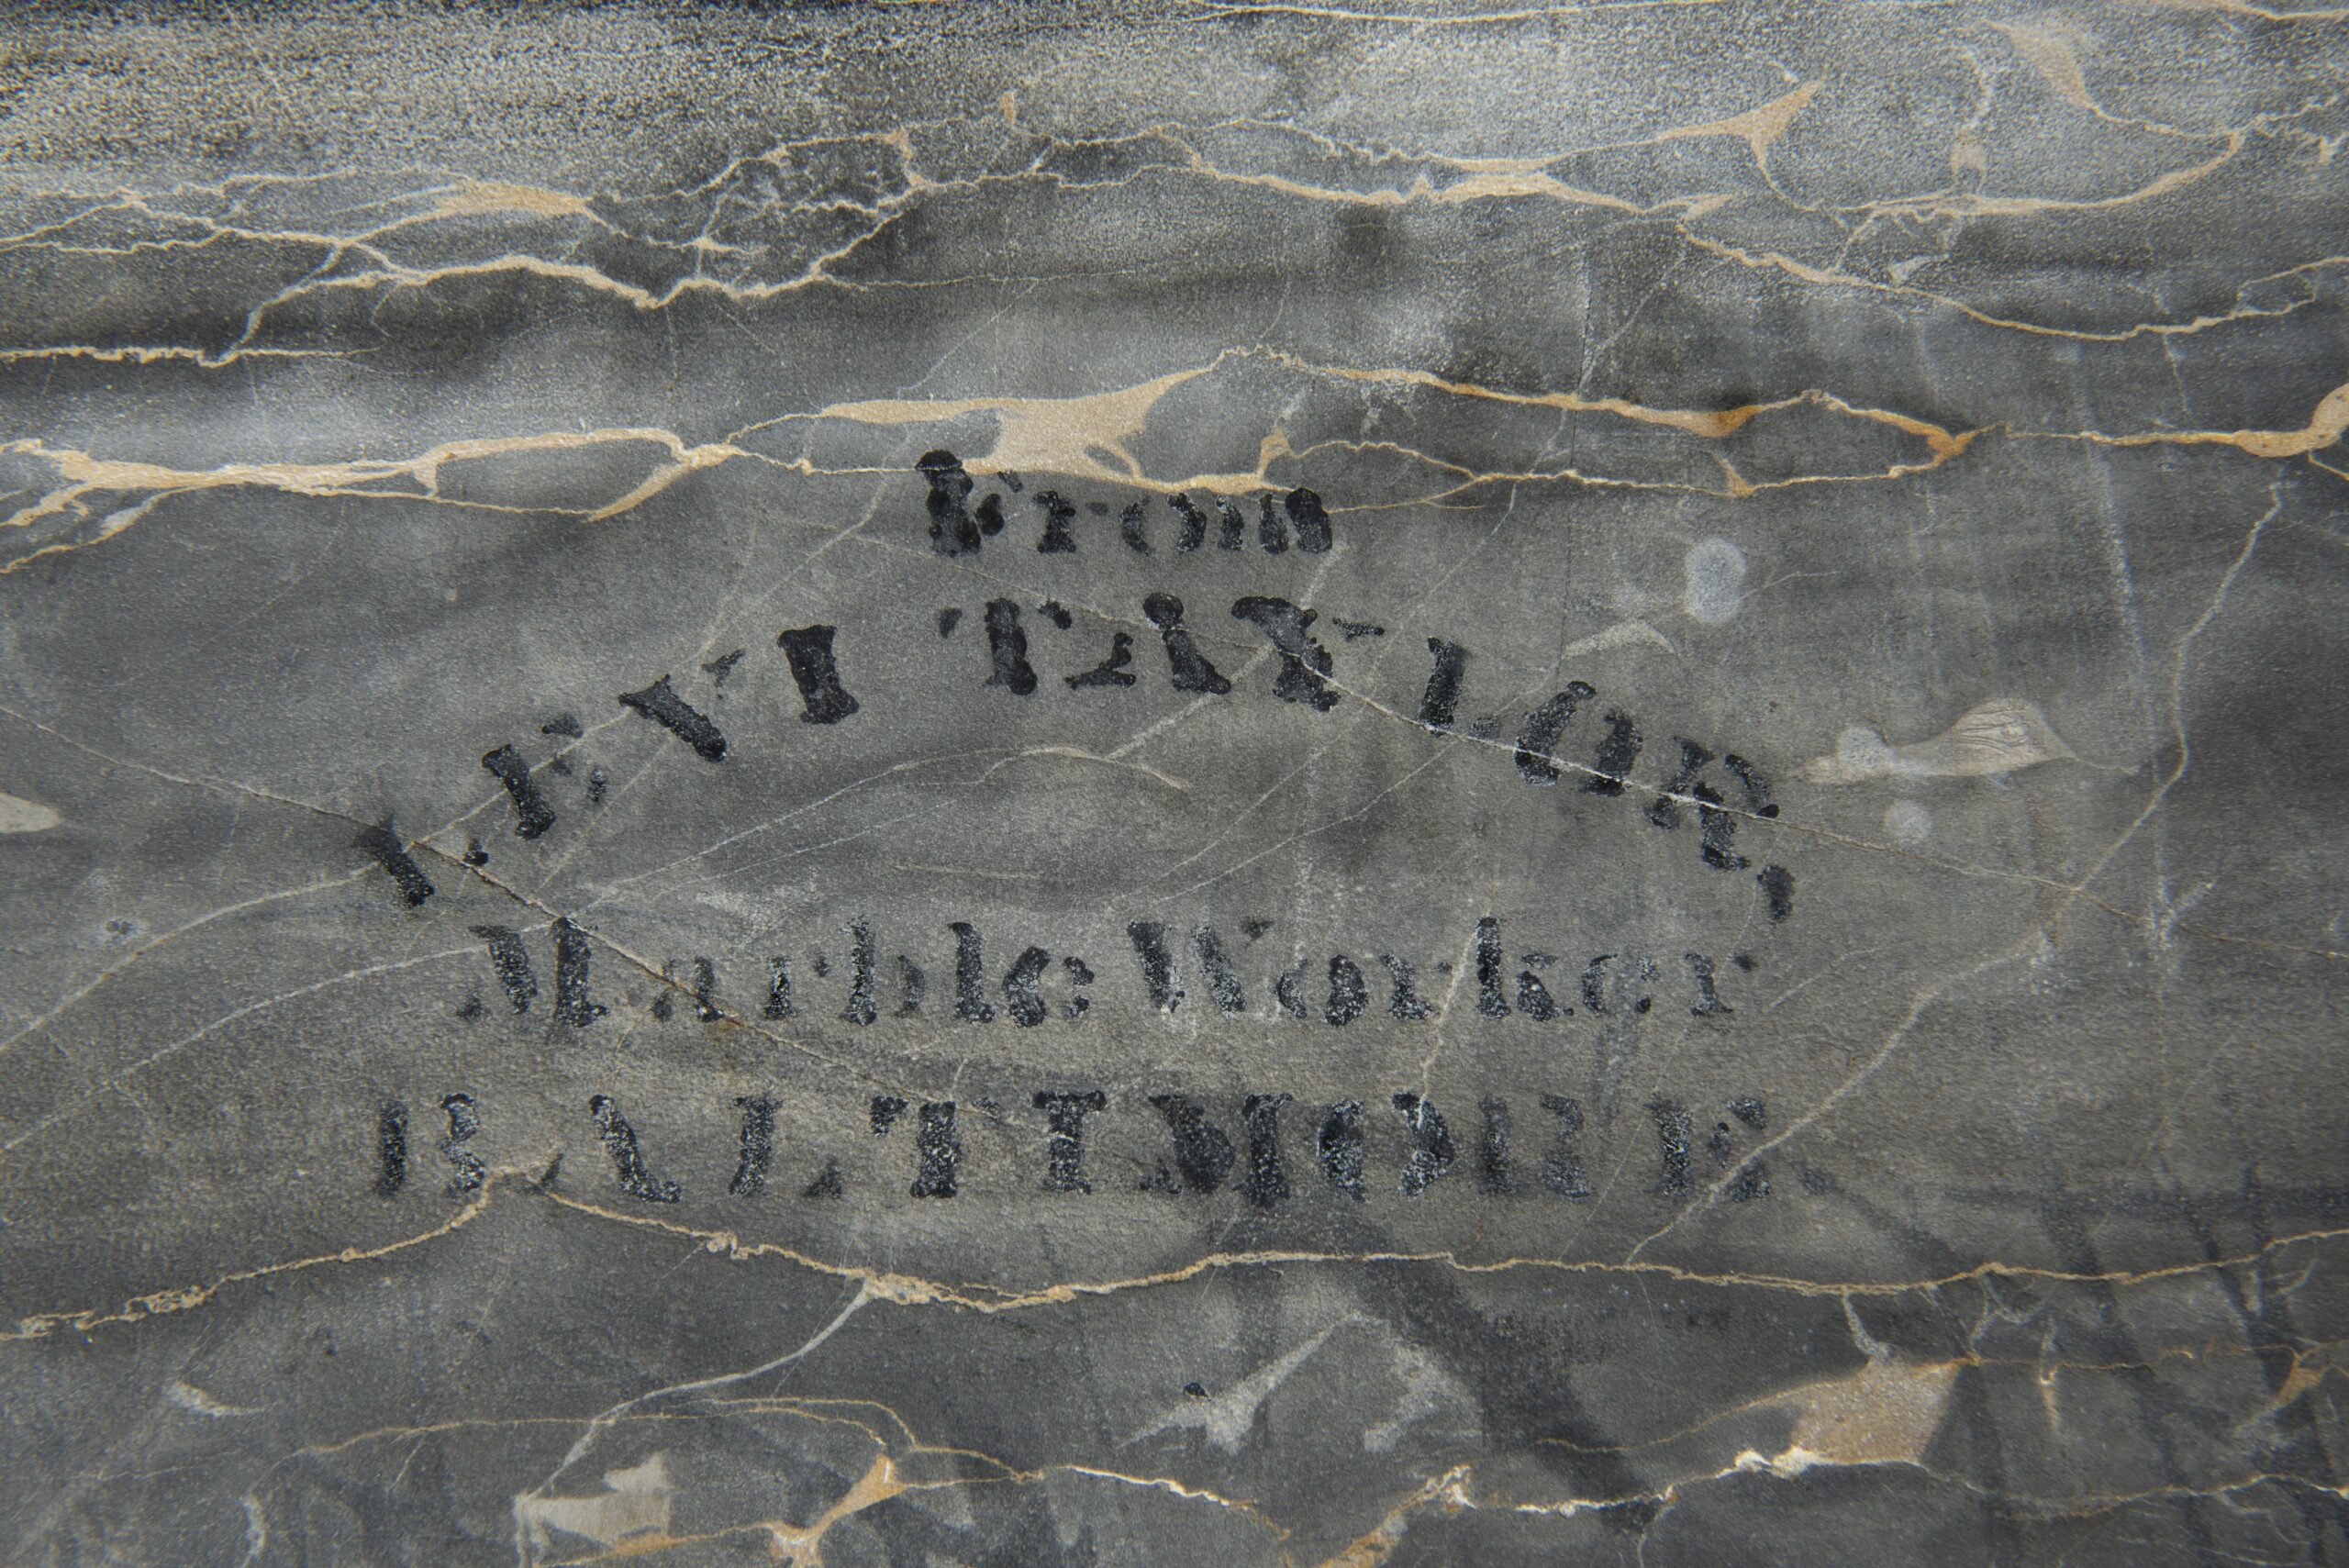 From
LEVI TAYLOR,
Marble Worker
BALTIMORE